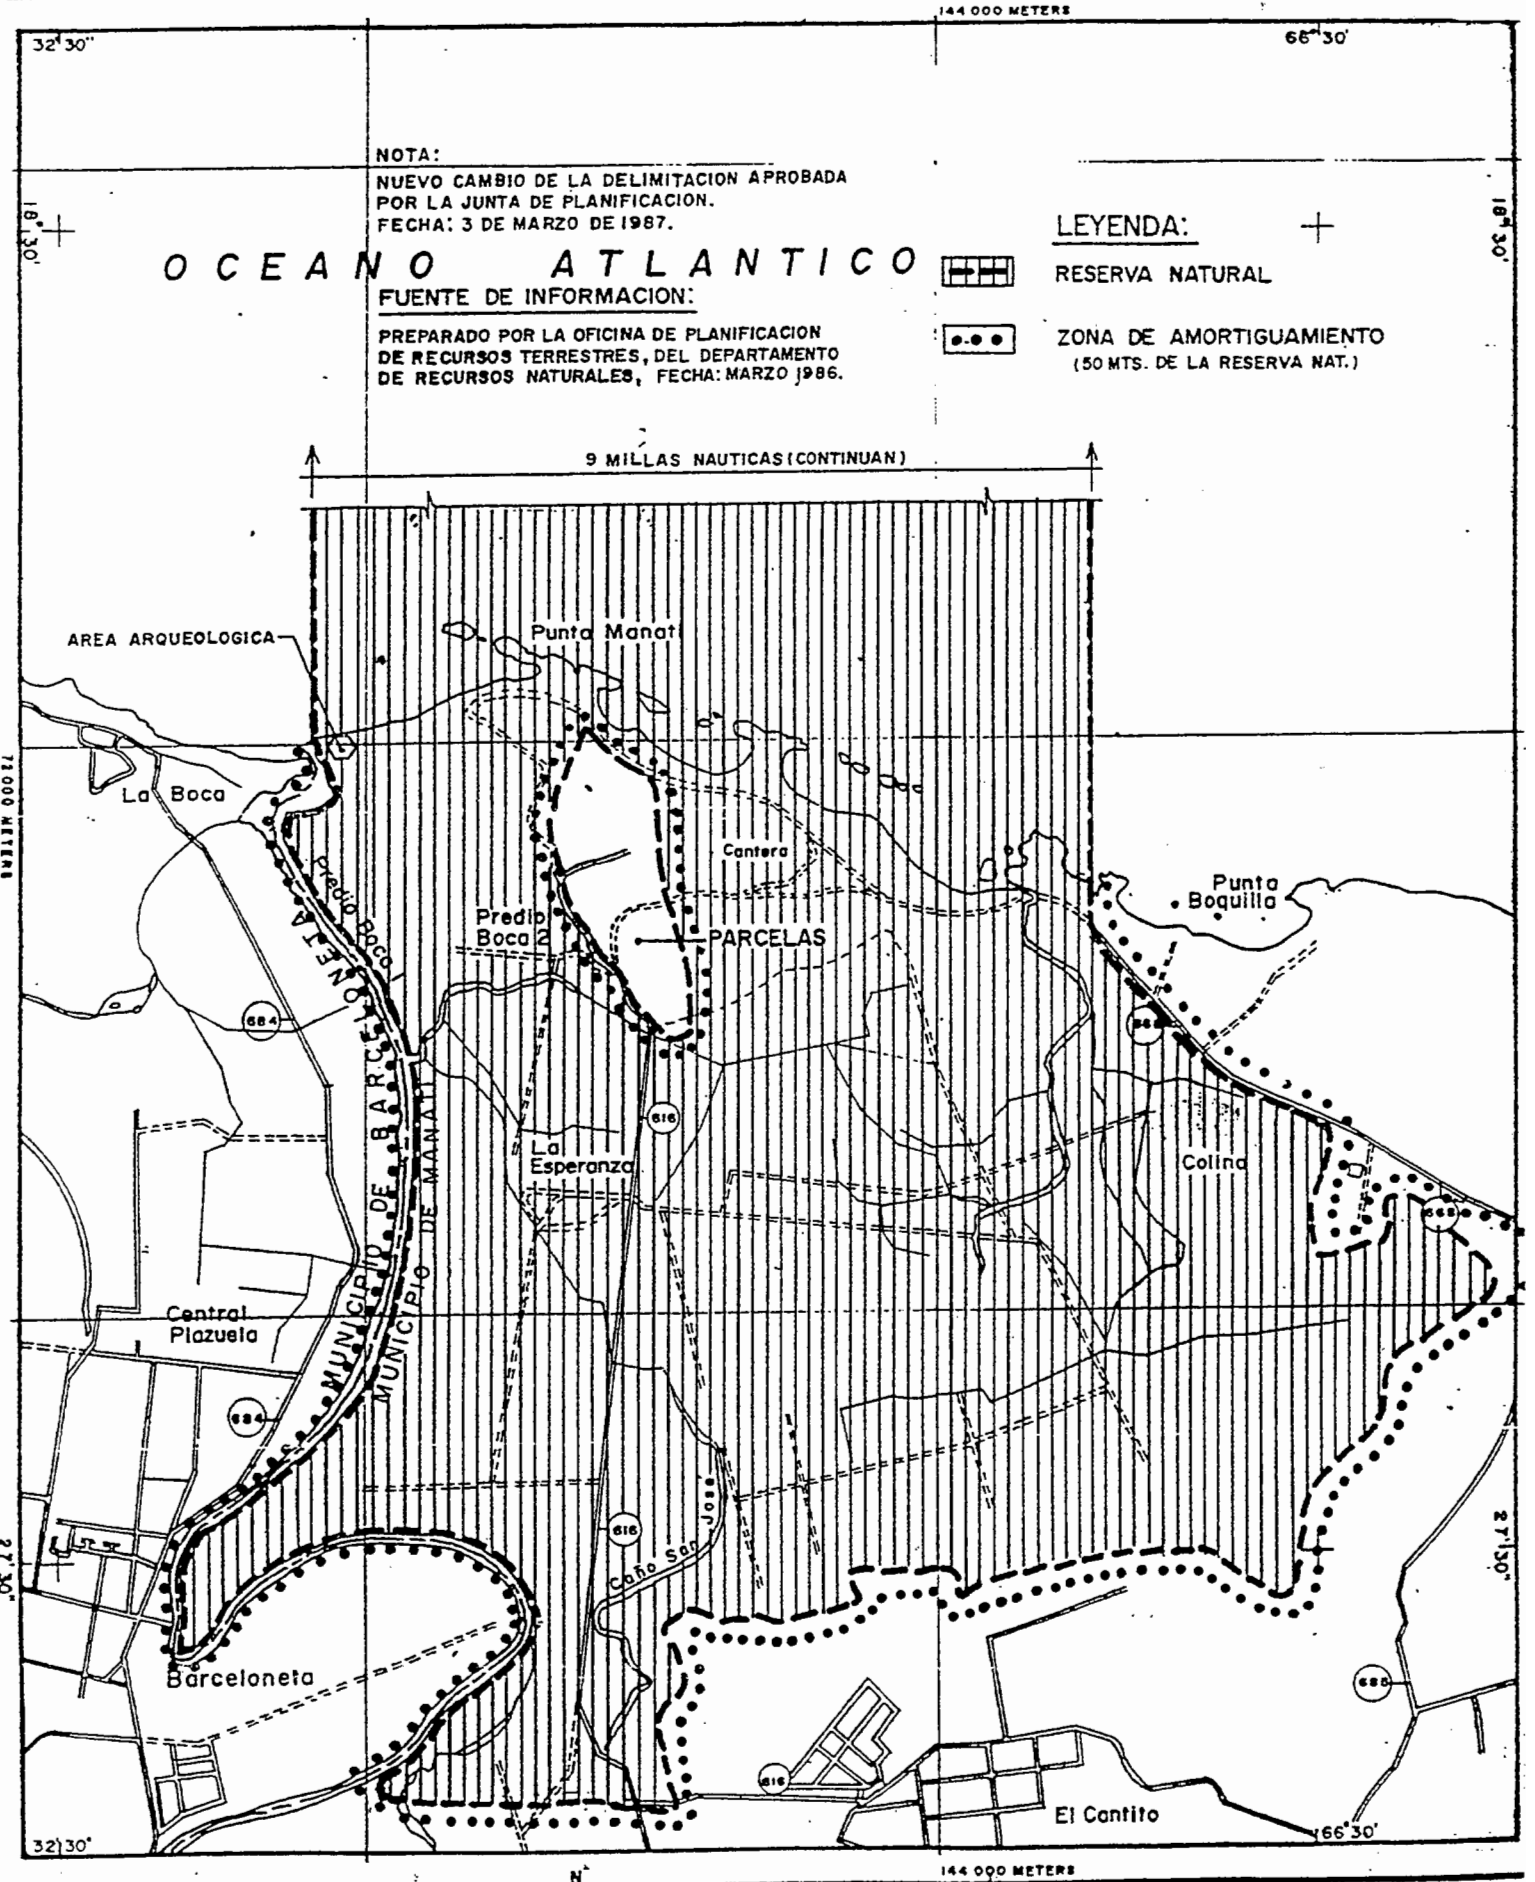 144 000 METERS
32'30"
66°30'
NOTA:
NUEVO CAMBIO DE LA DELIMITACION APROBADA
POR LA JUNTA DE PLANIFICACION.
FECHA: 3 DE MARZO DE 1987.
18°30'
18°30'
LEYENDA:
OCEANO ATLANTICO
RESERVA NATURAL
FUENTE DE INFORMACION:
PREPARADO POR LA OFICINA DE PLANIFICACION
DE RECURSOS TERRESTRES, DEL DEPARTAMENTO
DE RECURSOS NATURALES, FECHA: MARZO 1986.
ZONA DE AMORTIGUAMIENTO
(50 MTS. DE LA RESERVA NAT.)
9 MILLAS NAUTICAS (CONTINUAN)
AREA ARQUEOLOGICA
Punta Manati
72 000 METERS
La Boca
Cantera
Predio Boca
Punta
Boquilla
Predio
Boca 2
PARCELAS
684
616
MUNICIPIO DE BARCELONETA
MUNICIPIO DE MANATI
La
Esperanza
Colina
668
Central
Plazuela
684
Caño San Jose
616
27'30"
27'30"
Barceloneta
685
616
El Cantito
32'30"
66°30'
N
144 000 METERS